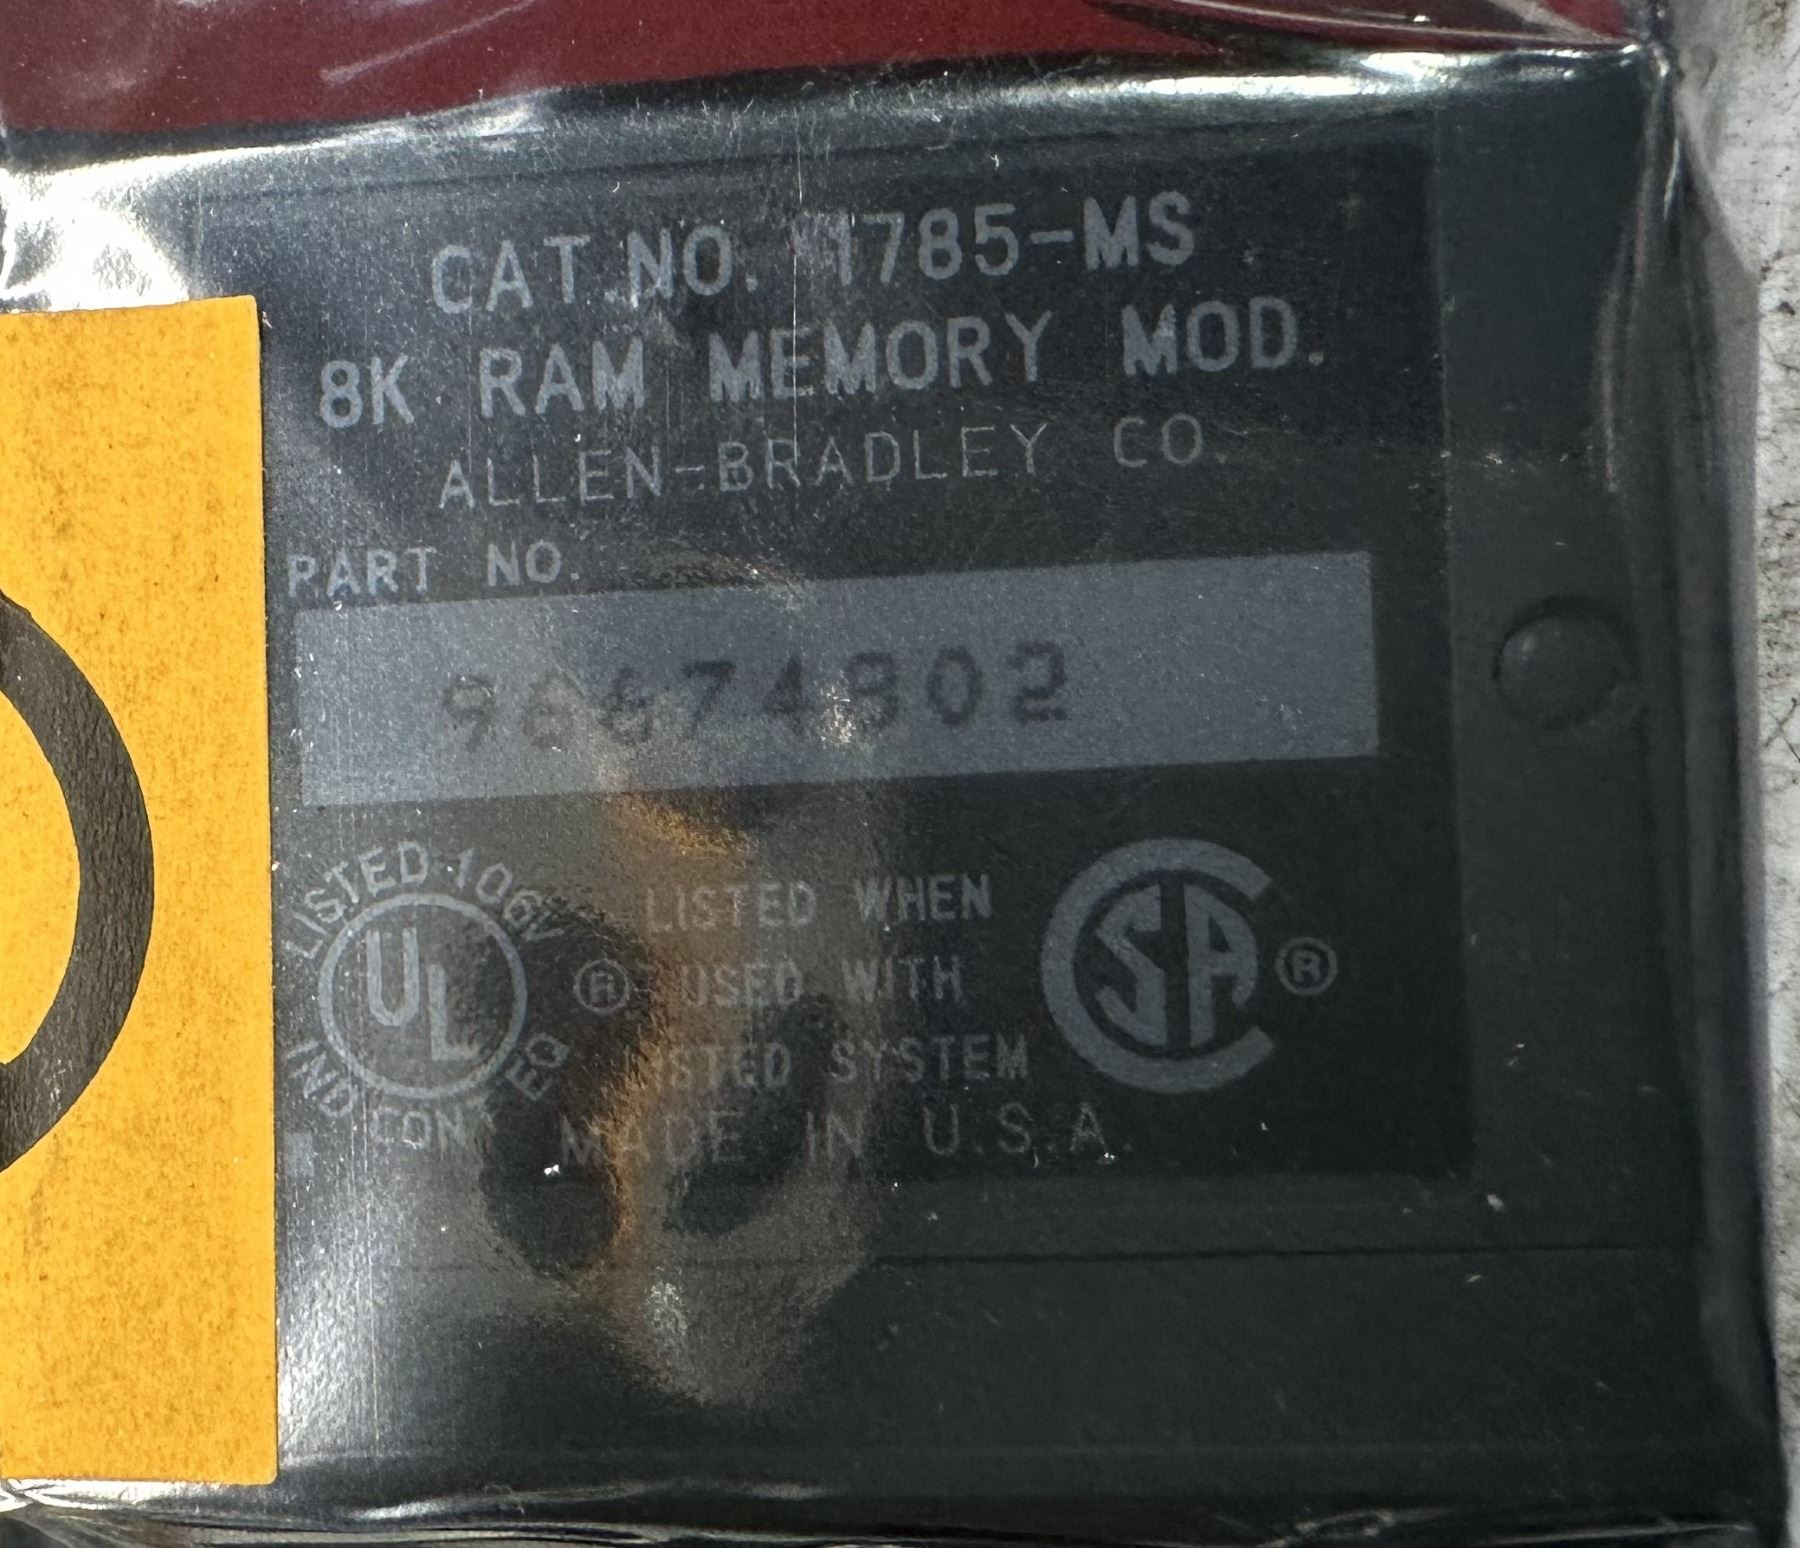 CAT.NO. 1785-MS
8K RAM MEMORY MOD.
ALLEN-BRADLEY CO.
PART NO.
LISTED 106V
UL
IND CONT EQ
®
LISTED WHEN
USED WITH
LISTED SYSTEM
SA ®
MADE IN U.S.A.